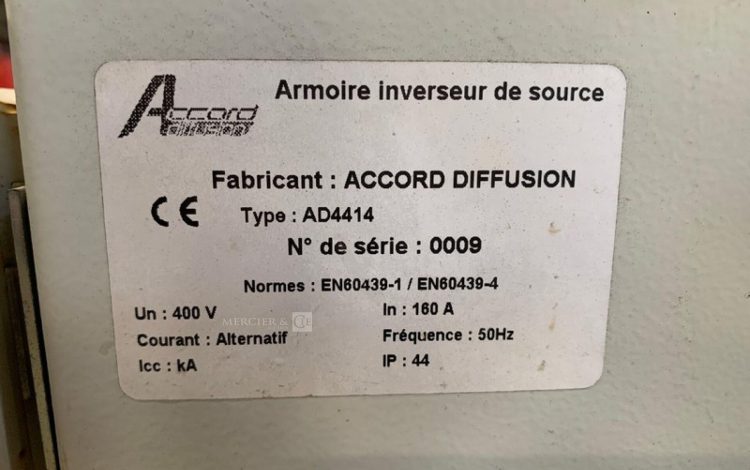 Accord
Armoire inverseur de source
Fabricant : ACCORD DIFFUSION
CE
Type : AD4414
N° de série : 0009
Normes : EN60439-1 / EN60439-4
Un : 400 V
In : 160 A
MERCIER & CIE
Courant : Alternatif
Fréquence : 50Hz
Icc : kA
IP : 44